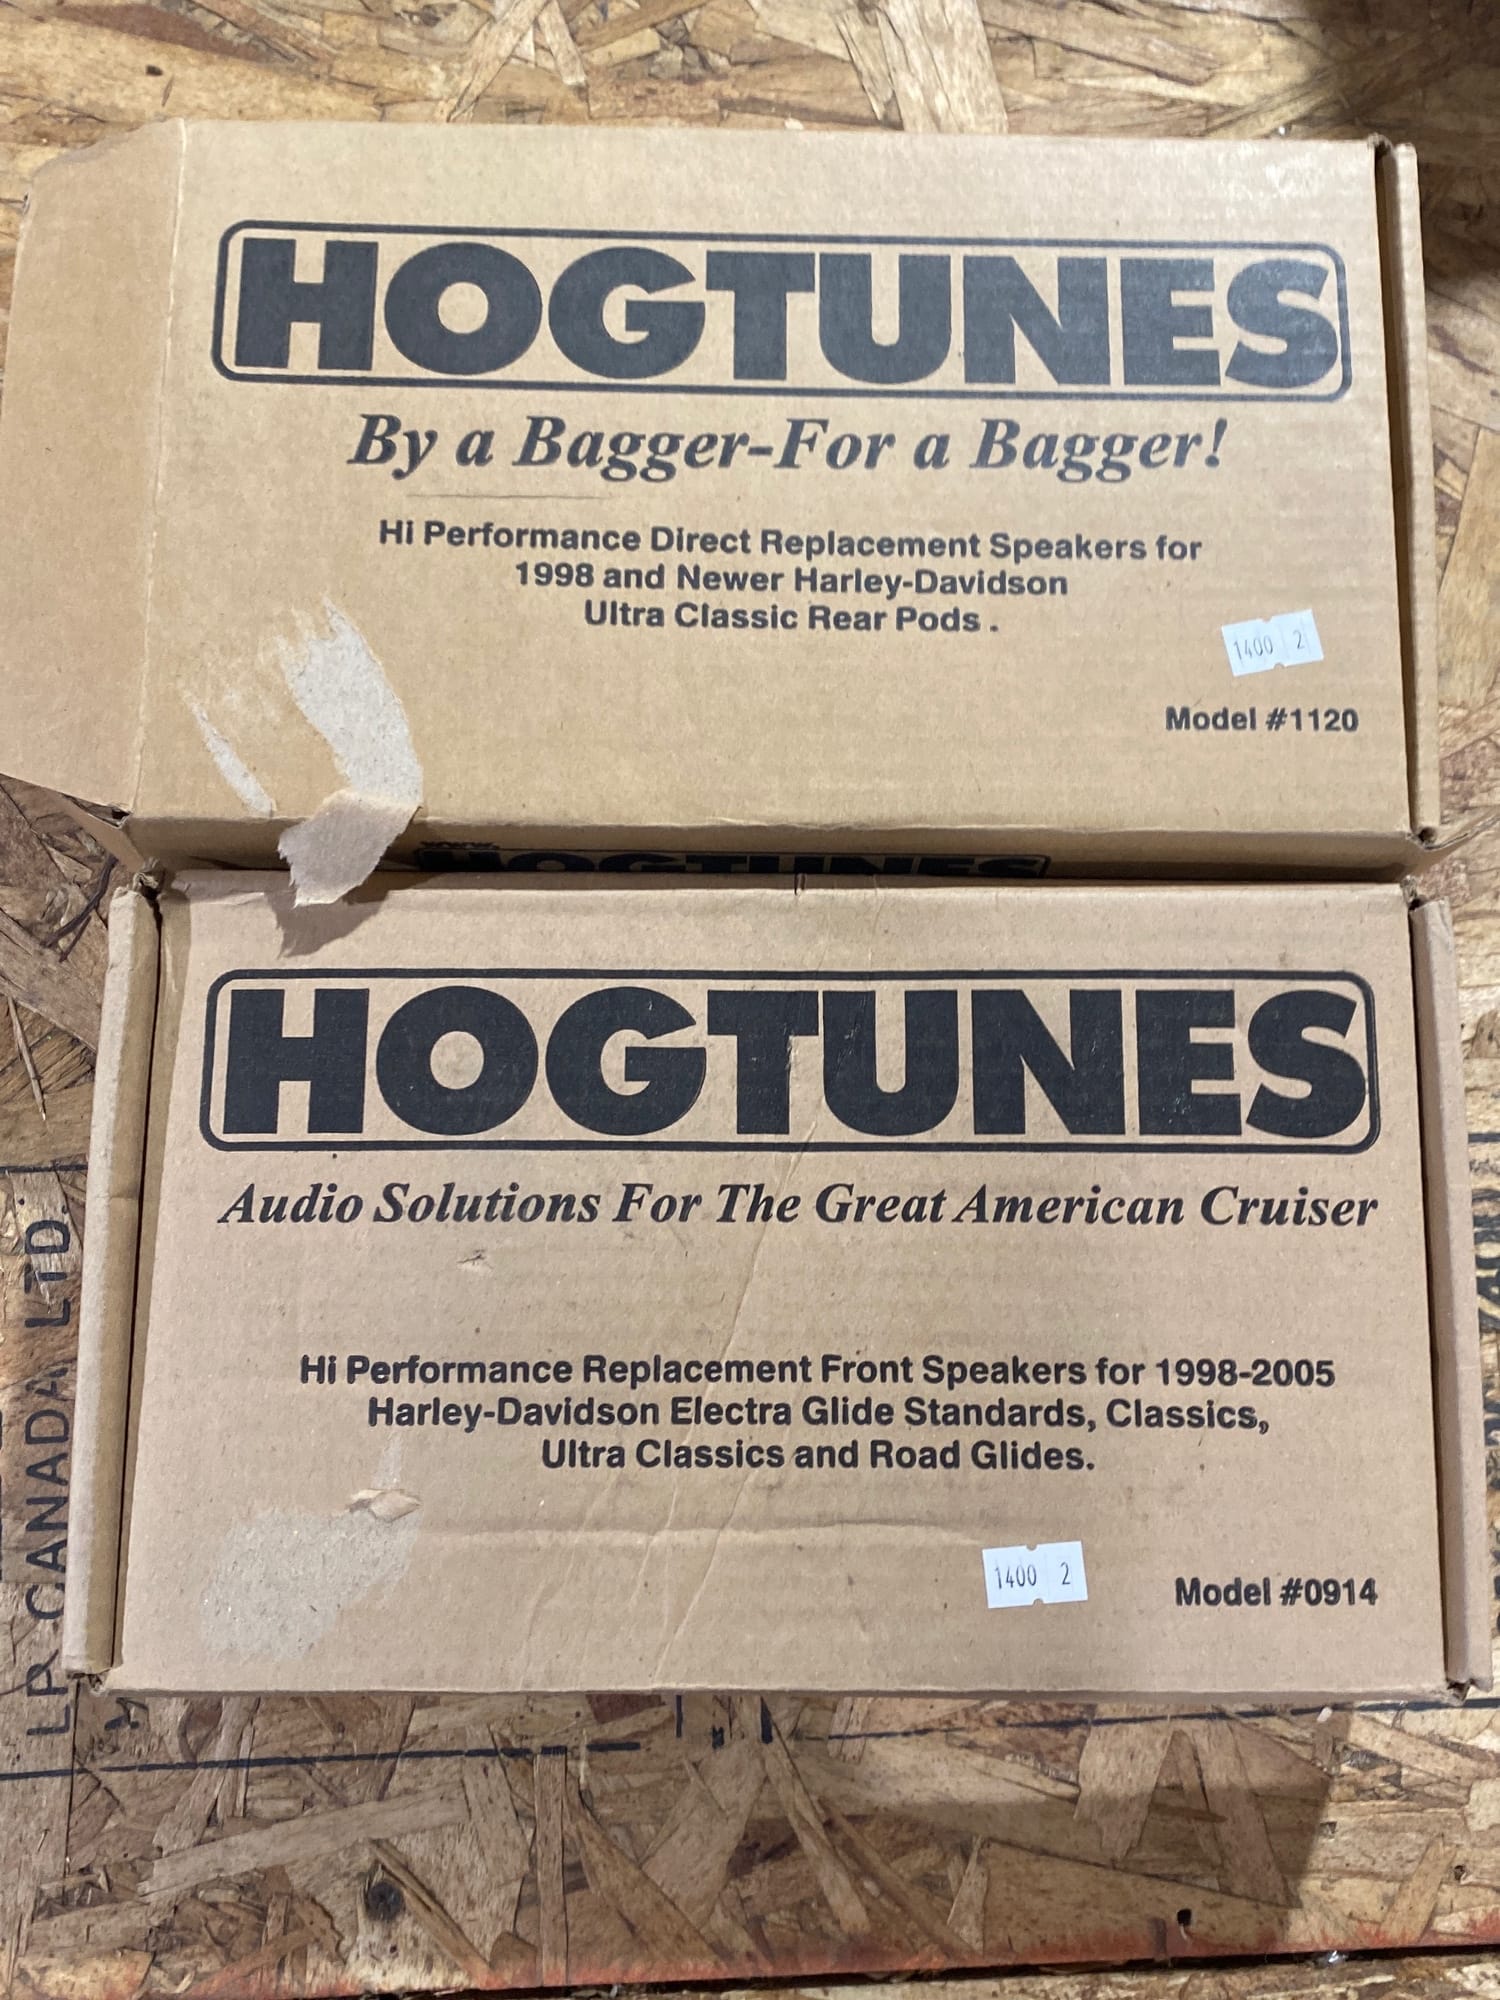 HOGTUNES
By a Bagger-For a Bagger!
Hi Performance Direct Replacement Speakers for
1998 and Newer Harley-Davidson
Ultra Classic Rear Pods .
1400 2
Model #1120
www.
HOGTUNES
HOGTUNES
Audio Solutions For The Great American Cruiser
Hi Performance Replacement Front Speakers for 1998-2005
Harley-Davidson Electra Glide Standards, Classics,
Ultra Classics and Road Glides.
1400 2
Model #0914
LP CANADA LTD.